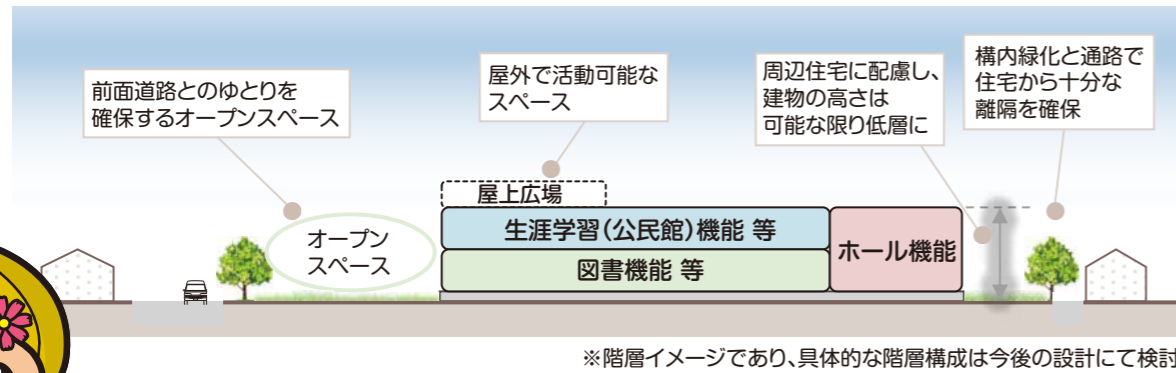 前面道路とのゆとりを
確保するオープンスペース
屋外で活動可能な
スペース
周辺住宅に配慮し、
建物の高さは
可能な限り低層に
構内緑化と通路で
住宅から十分な
離隔を確保
屋上広場
オープン
スペース
生涯学習(公民館)機能 等
図書機能 等
ホール機能
※階層イメージであり、具体的な階層構成は今後の設計にて検討